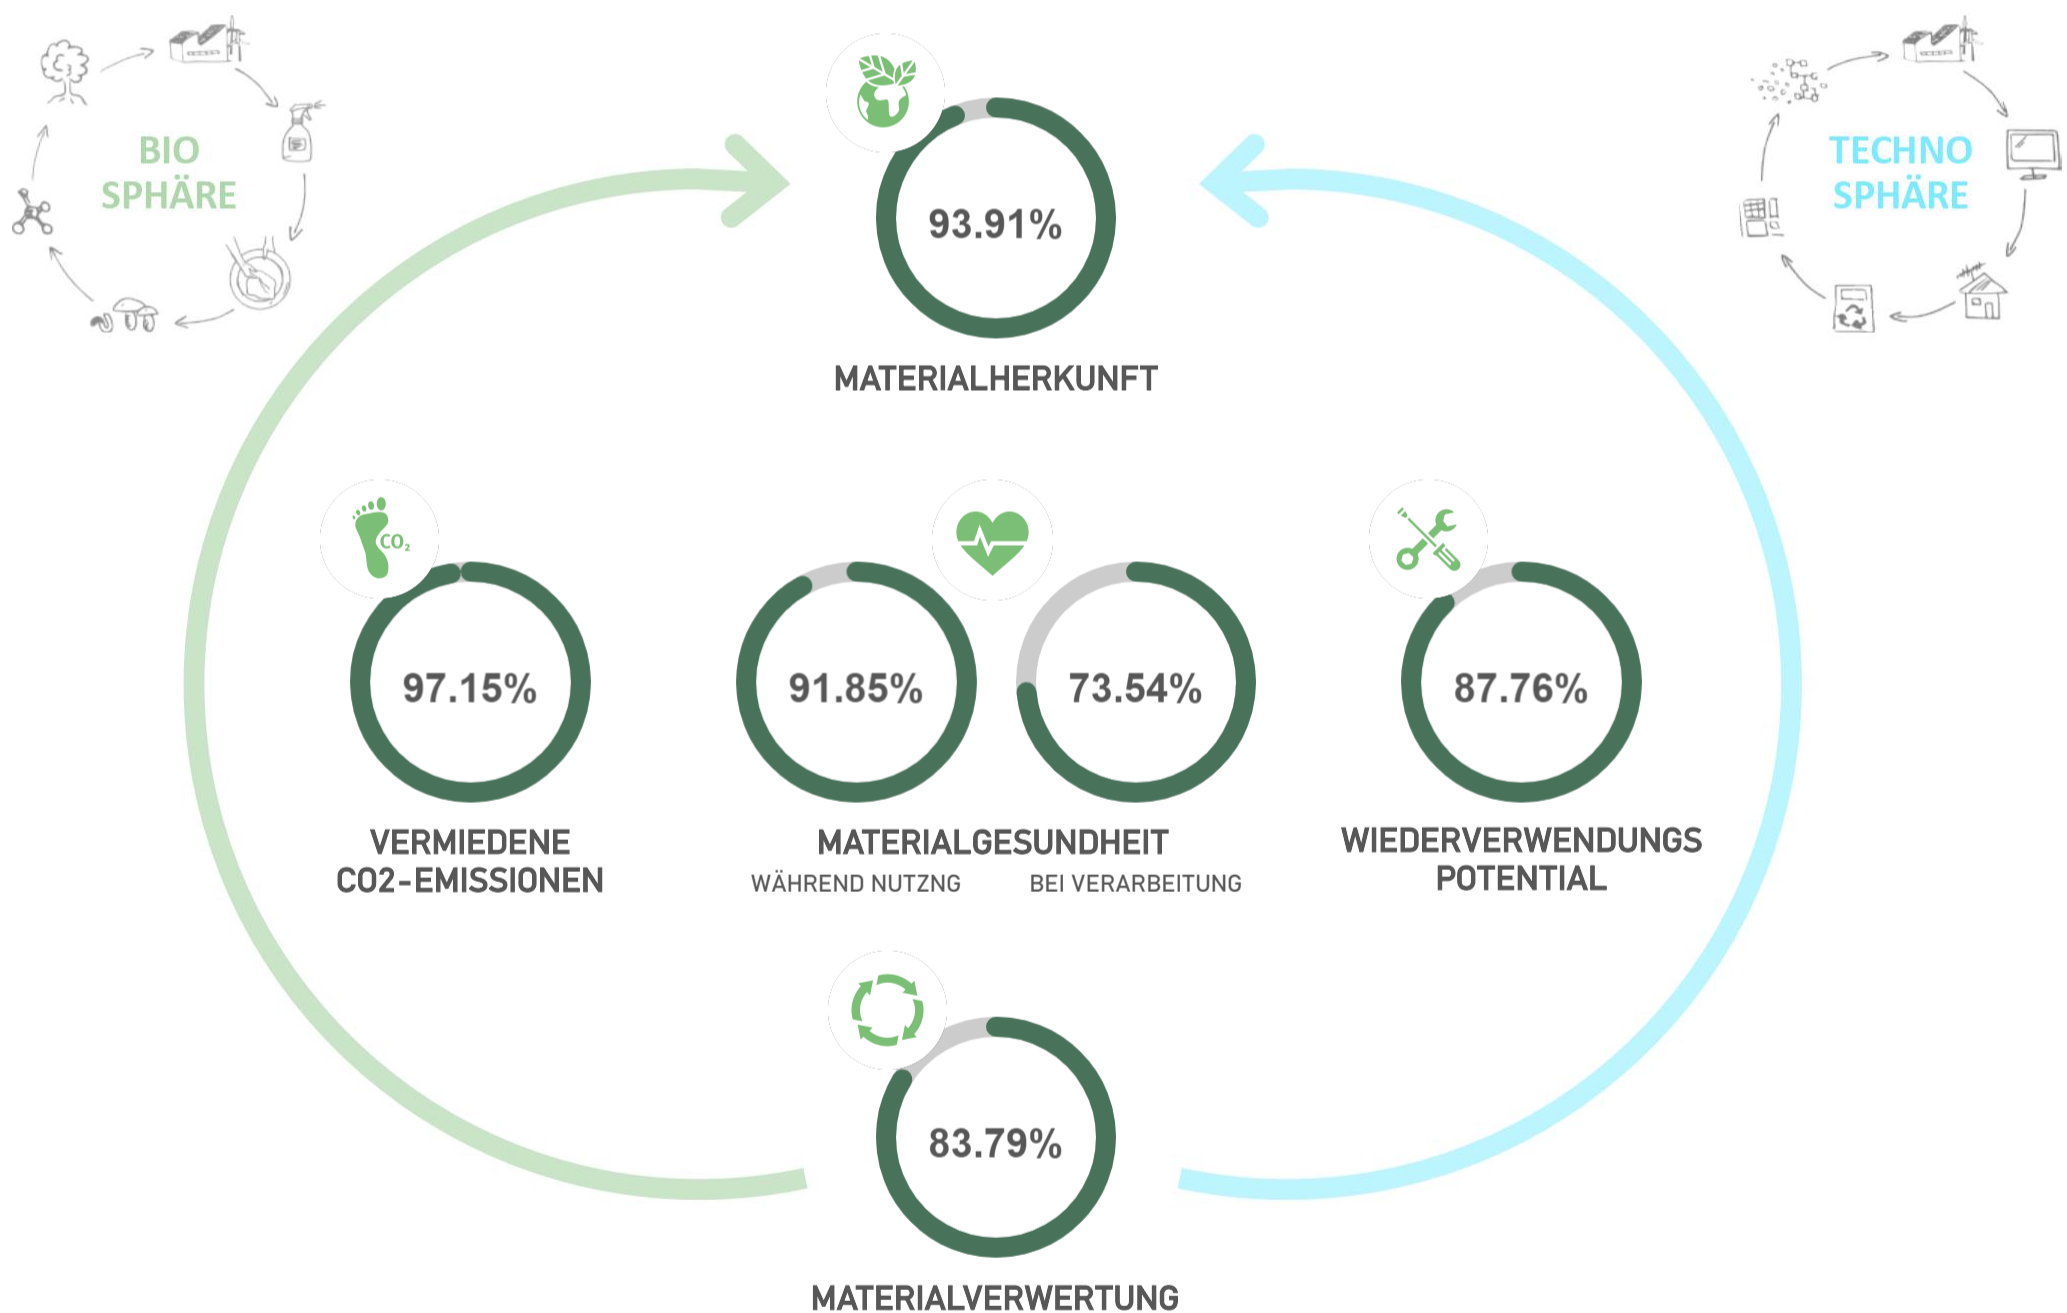 BIO
SPHÄRE
TECHNO
SPHÄRE
93.91%
MATERIALHERKUNFT
CO₂
97.15%
91.85%
73.54%
87.76%
VERMIEDENE
CO2-EMISSIONEN
MATERIALGESUNDHEIT
WÄHREND NUTZNG
BEI VERARBEITUNG
WIEDERVERWENDUNGS
POTENTIAL
83.79%
MATERIALVERWERTUNG